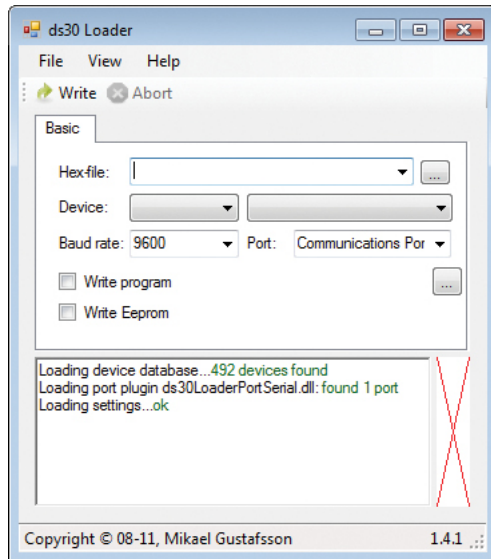 ds30 Loader
File View Help
Write Abort
Basic
Hex-file: ...
Device:
Baud rate: 9600 Port: Communications Por
Write program ...
Write Eeprom
Loading device database...492 devices found
Loading port plugin ds30LoaderPortSerial.dll: found 1 port
Loading settings...ok
Copyright © 08-11, Mikael Gustafsson 1.4.1